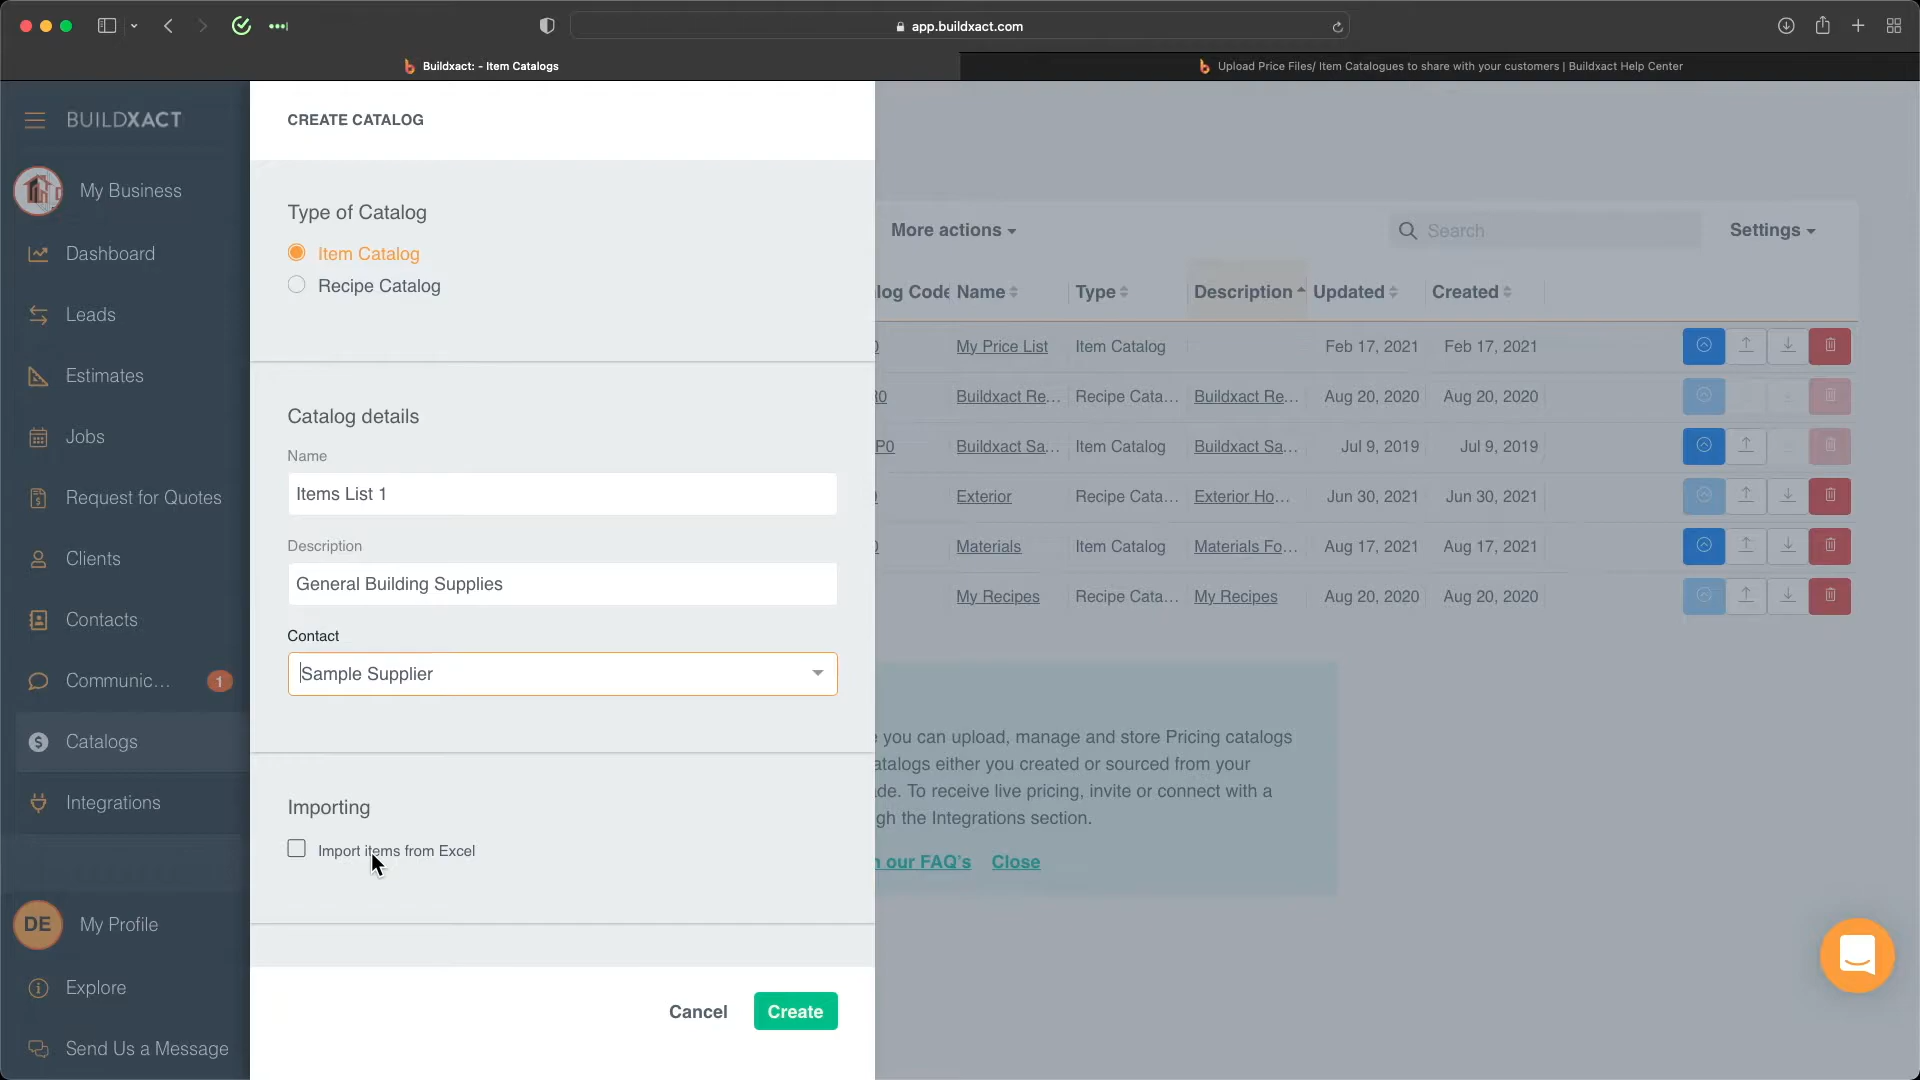 app.buildxact.com
Buildxact: - Item Catalogs
Upload Price Files/ Item Catalogues to share with your customers | Buildxact Help Center
BUILDXACT
My Business
Dashboard
Leads
Estimates
Jobs
Request for Quotes
Clients
Contacts
Communic... 1
Catalogs
Integrations
DE My Profile
Explore
Send Us a Message
CREATE CATALOG
Type of Catalog
Item Catalog
Recipe Catalog
Catalog details
Name
Items List 1
Description
General Building Supplies
Contact
Sample Supplier
Importing
Import items from Excel
Cancel Create
More actions Search Settings
log Code Name Type Description Updated Created
My Price List Item Catalog Feb 17, 2021 Feb 17, 2021
Buildxact Re... Recipe Cata... Buildxact Re... Aug 20, 2020 Aug 20, 2020
P0 Buildxact Sa... Item Catalog Buildxact Sa... Jul 9, 2019 Jul 9, 2019
Exterior Recipe Cata... Exterior Ho... Jun 30, 2021 Jun 30, 2021
Materials Item Catalog Materials Fo... Aug 17, 2021 Aug 17, 2021
My Recipes Recipe Cata... My Recipes Aug 20, 2020 Aug 20, 2020
you can upload, manage and store Pricing catalogs
atalogs either you created or sourced from your
de. To receive live pricing, invite or connect with a
gh the Integrations section.
our FAQ's Close